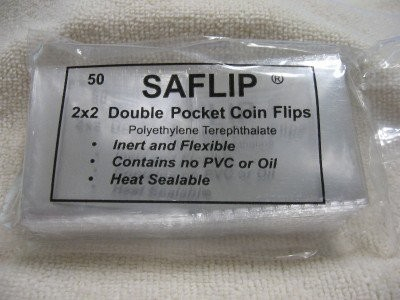 50 SAFLIP ®
2x2 Double Pocket Coin Flips
Polyethylene Terephthalate
• Inert and Flexible
• Contains no PVC or Oil
• Heat Sealable